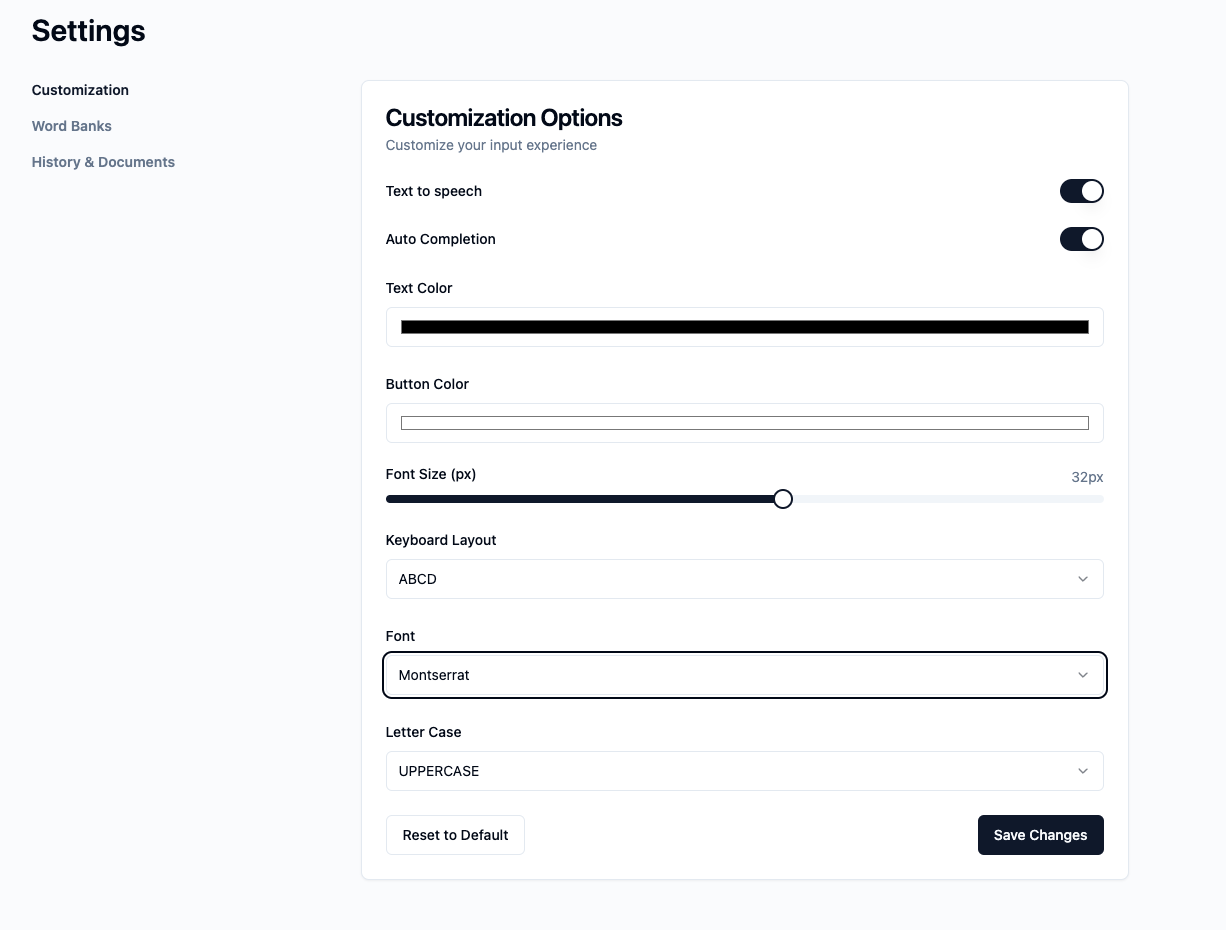 Settings
Customization
Word Banks
History & Documents
Customization Options
Customize your input experience
Text to speech
Auto Completion
Text Color
Button Color
Font Size (px)
32px
Keyboard Layout
ABCD
Font
Montserrat
Letter Case
UPPERCASE
Reset to Default
Save Changes